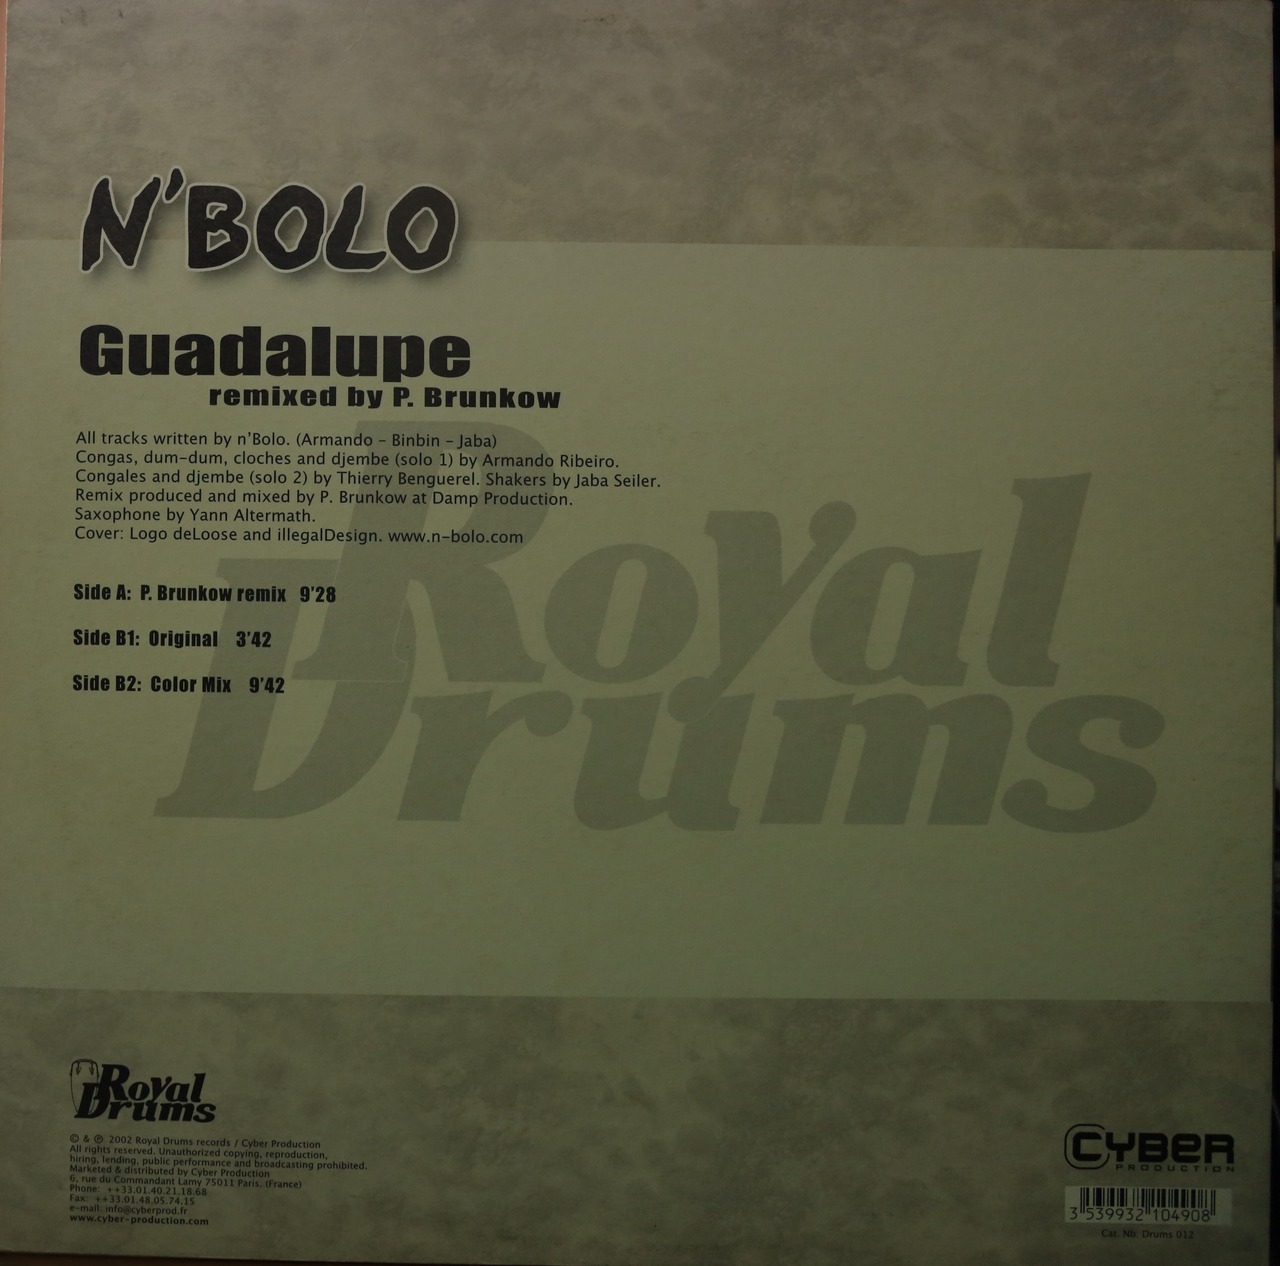 N'BOLO
Guadalupe
remixed by P. Brunkow
All tracks written by n'Bolo. (Armando - Binbin - Jaba)
Congas, dum-dum, cloches and djembe (solo 1) by Armando Ribeiro.
Congales and djembe (solo 2) by Thierry Benguerel. Shakers by Jaba Seiler.
Remix produced and mixed by P. Brunkow at Damp Production.
Saxophone by Yann Altermath.
Cover: Logo deLoose and illegalDesign. www.n-bolo.com
Side A: P. Brunkow remix 9'28
Side B1: Original 3'42
Side B2: Color Mix 9'42
Royal
Drums
Royal
Drums
© & ℗ 2002 Royal Drums records / Cyber Production
All rights reserved. Unauthorized copying, reproduction,
hiring, lending, public performance and broadcasting prohibited.
Marketed & distributed by Cyber Production
6, rue du Commandant Lamy 75011 Paris. (France)
Phone: ++33.01.40.21.18.68
Fax: ++33.01.48.05.74.15
e-mail: info@cyberprod.fr
www.cyber-production.com
CYBER
PRODUCTION
3 539932 104908
Cat. Nb: Drums 012